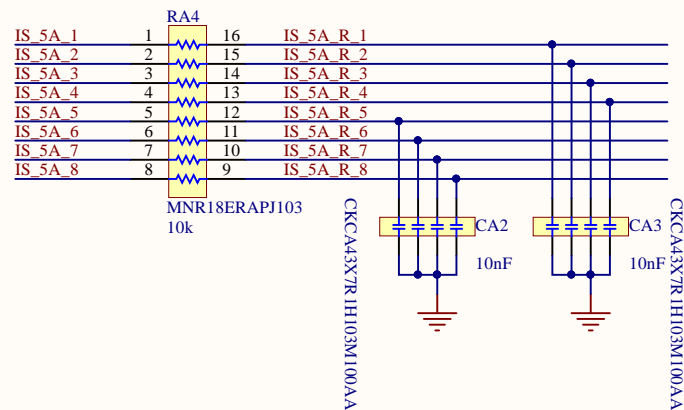 RA4
IS_5A_1 1 16 IS_5A_R_1
IS_5A_2 2 15 IS_5A_R_2
IS_5A_3 3 14 IS_5A_R_3
IS_5A_4 4 13 IS_5A_R_4
IS_5A_5 5 12 IS_5A_R_5
IS_5A_6 6 11 IS_5A_R_6
IS_5A_7 7 10 IS_5A_R_7
IS_5A_8 8 9 IS_5A_R_8
MNR18ERAPJ103
10k
CKCA43X7R1H103M100AA
CA2
10nF
CA3
10nF
CKCA43X7R1H103M100AA